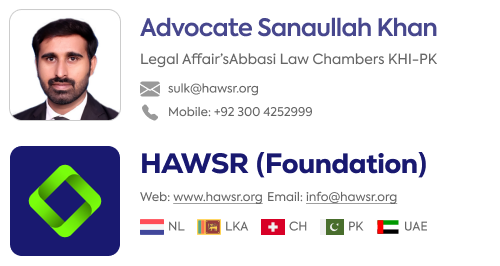 Advocate Sanaullah Khan
Legal Affair'sAbbasi Law Chambers KHI-PK
sulk@hawsr.org
Mobile: +92 300 4252999
HAWSR (Foundation)
Web: www.hawsr.org Email: info@hawsr.org
NL LKA CH PK UAE